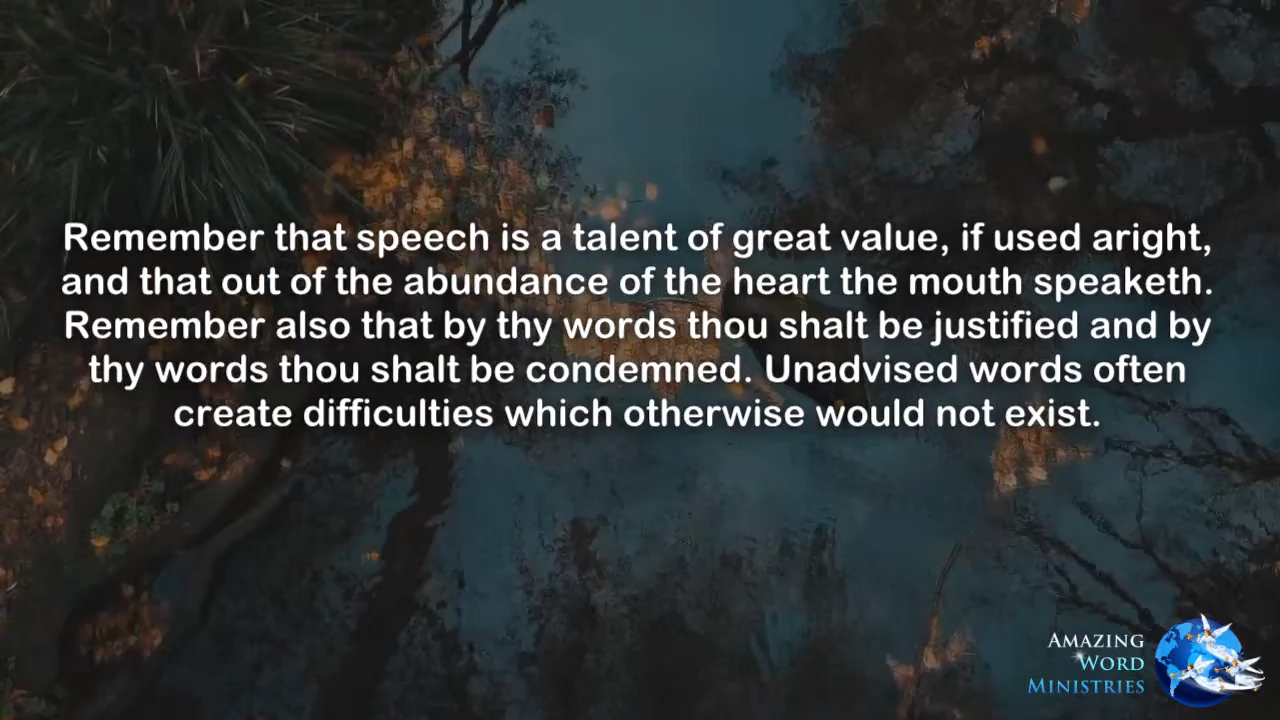 Remember that speech is a talent of great value, if used aright,
and that out of the abundance of the heart the mouth speaketh.
Remember also that by thy words thou shalt be justified and by
thy words thou shalt be condemned. Unadvised words often
create difficulties which otherwise would not exist.
AMAZING
WORD
MINISTRIES